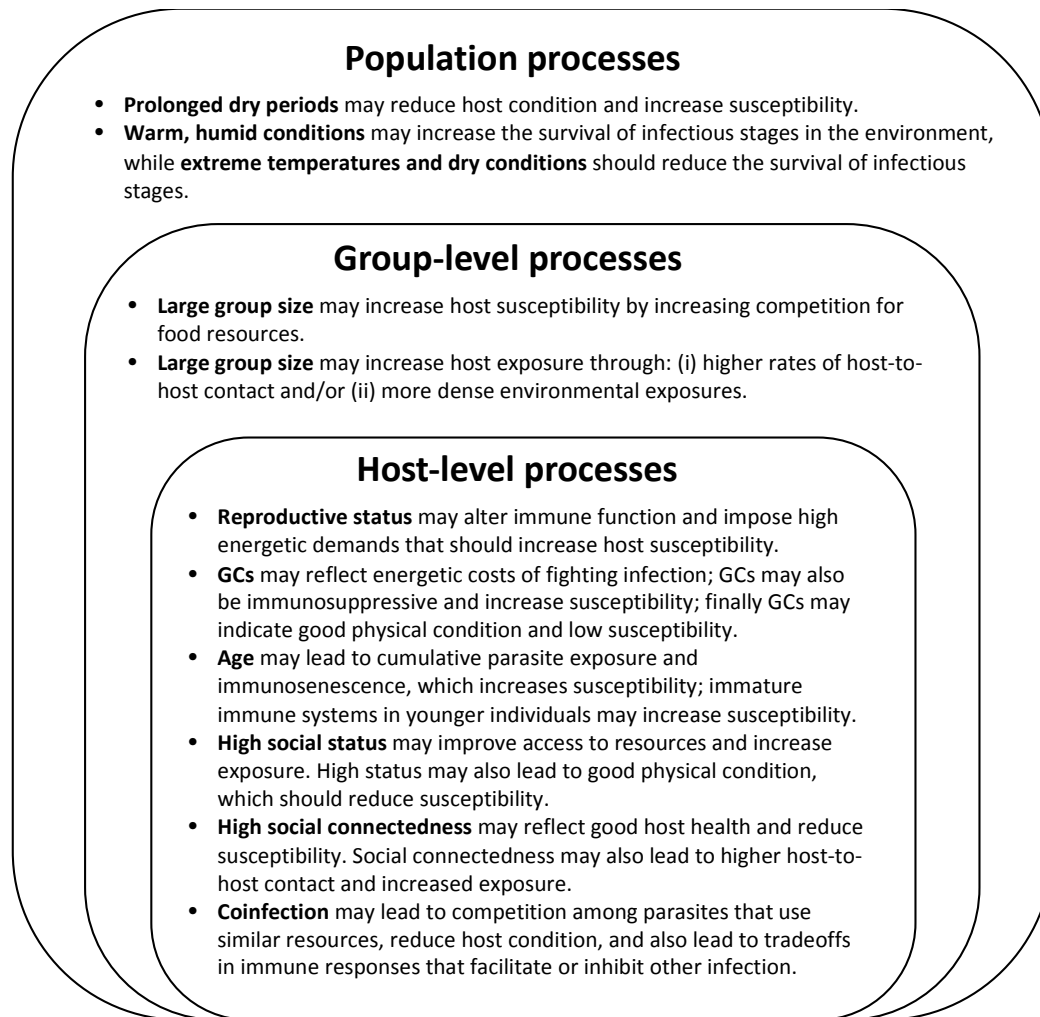 Population processes
• Prolonged dry periods may reduce host condition and increase susceptibility.
• Warm, humid conditions may increase the survival of infectious stages in the environment,
while extreme temperatures and dry conditions should reduce the survival of infectious
stages.
Group-level processes
• Large group size may increase host susceptibility by increasing competition for
food resources.
• Large group size may increase host exposure through: (i) higher rates of host-to-
host contact and/or (ii) more dense environmental exposures.
Host-level processes
• Reproductive status may alter immune function and impose high
energetic demands that should increase host susceptibility.
• GCs may reflect energetic costs of fighting infection; GCs may also
be immunosuppressive and increase susceptibility; finally GCs may
indicate good physical condition and low susceptibility.
• Age may lead to cumulative parasite exposure and
immunosenescence, which increases susceptibility; immature
immune systems in younger individuals may increase susceptibility.
• High social status may improve access to resources and increase
exposure. High status may also lead to good physical condition,
which should reduce susceptibility.
• High social connectedness may reflect good host health and reduce
susceptibility. Social connectedness may also lead to higher host-to-
host contact and increased exposure.
• Coinfection may lead to competition among parasites that use
similar resources, reduce host condition, and also lead to tradeoffs
in immune responses that facilitate or inhibit other infection.